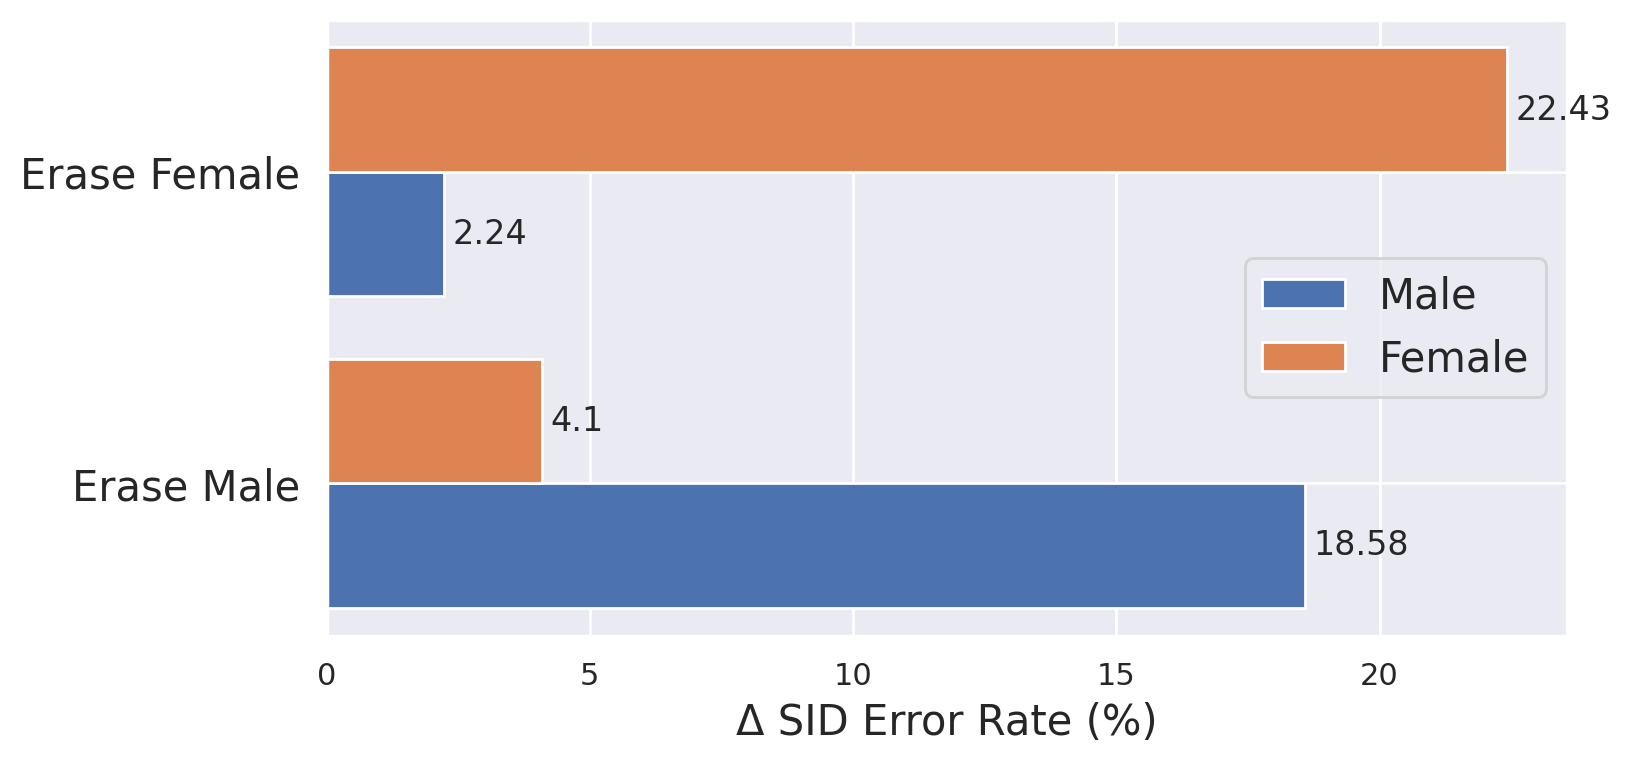 22.43
Erase Female
2.24
Male
Female
4.1
Erase Male
18.58
0 5 10 15 20
Δ SID Error Rate (%)